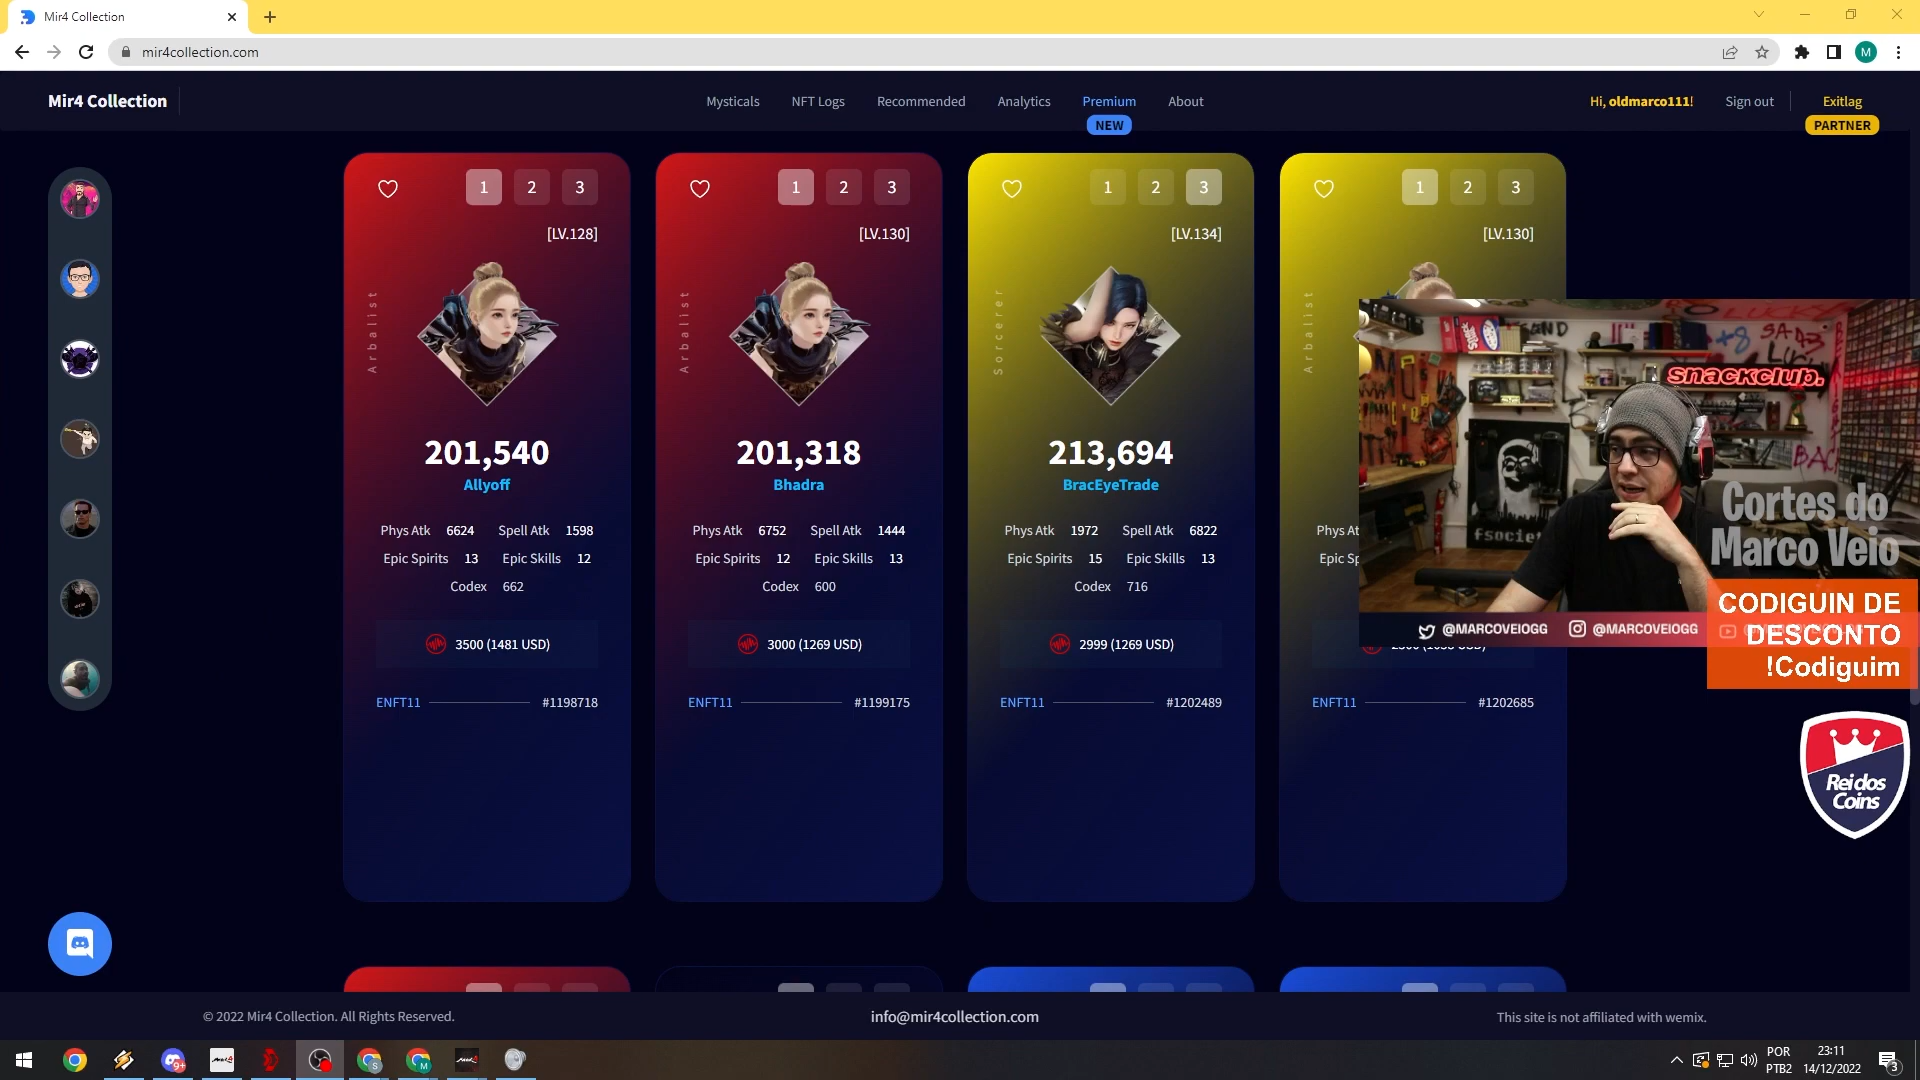 Mir4 Collection
mir4collection.com
M
Mir4 Collection
Mysticals
NFT Logs
Recommended
Analytics
Premium
About
Hi, oldmarco111!
Sign out
Exitlag
NEW
PARTNER
1 2 3
[LV.128]
Arbalist
201,540
Allyoff
Phys Atk 6624 Spell Atk 1598
Epic Spirits 13 Epic Skills 12
Codex 662
3500 (1481 USD)
ENFT11 #1198718
1 2 3
[LV.130]
Arbalist
201,318
Bhadra
Phys Atk 6752 Spell Atk 1444
Epic Spirits 12 Epic Skills 13
Codex 600
3000 (1269 USD)
ENFT11 #1199175
1 2 3
[LV.134]
Sorcerer
213,694
BracEyeTrade
Phys Atk 1972 Spell Atk 6822
Epic Spirits 15 Epic Skills 13
Codex 716
2999 (1269 USD)
ENFT11 #1202489
1 2 3
[LV.130]
Arbalist
Phys At
Epic Sp
ENFT11 #1202685
snackclub.
fsociet
Cortes do
Marco Veio
@MARCOVEIOGG
@MARCOVEIOGG
CODIGUIN DE
DESCONTO
!Codiguim
Rei dos
Coins
© 2022 Mir4 Collection. All Rights Reserved.
info@mir4collection.com
This site is not affiliated with wemix.
9+
S
M
POR
PTB2
23:11
14/12/2022
3